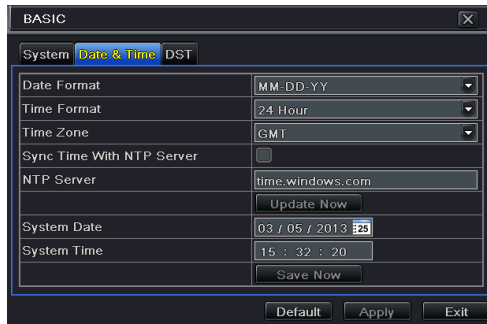 BASIC
System Date & Time DST
Date Format MM-DD-YY
Time Format 24 Hour
Time Zone GMT
Sync Time With NTP Server
NTP Server time.windows.com
Update Now
System Date 03 / 05 / 2013 25
System Time 15 : 32 : 20
Save Now
Default Apply Exit